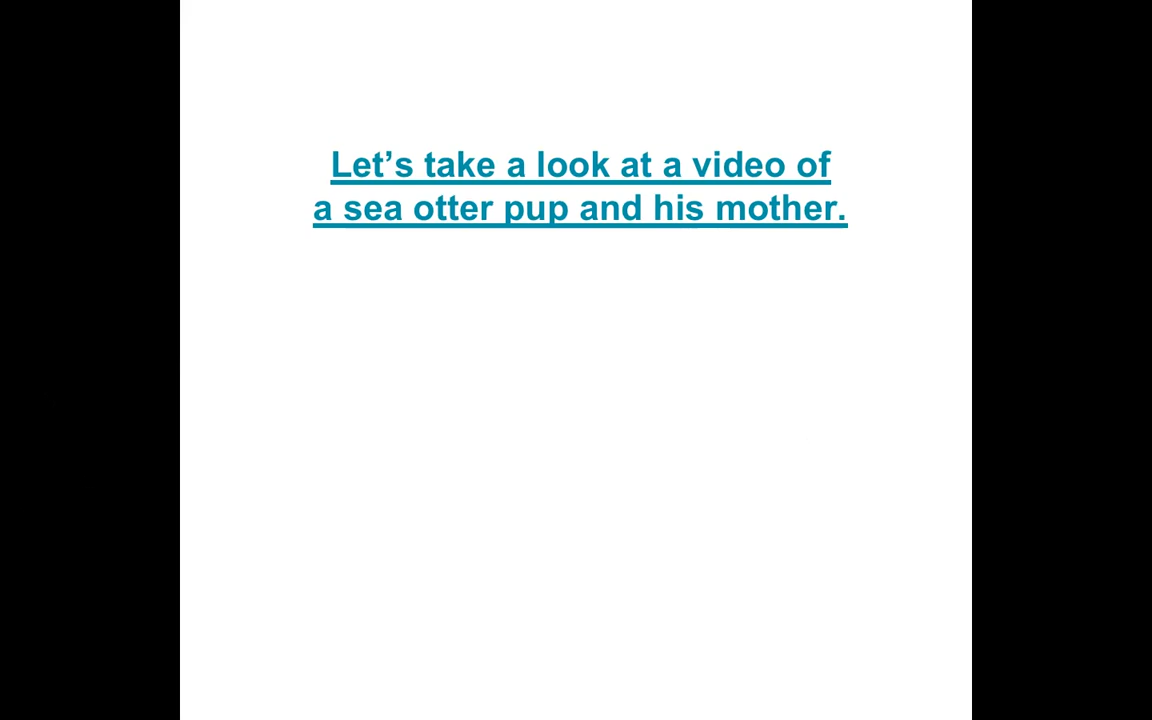 Let’s take a look at a video of
a sea otter pup and his mother.